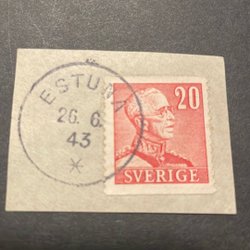 ESTUNA
26. 6.
43
20
SVERIGE